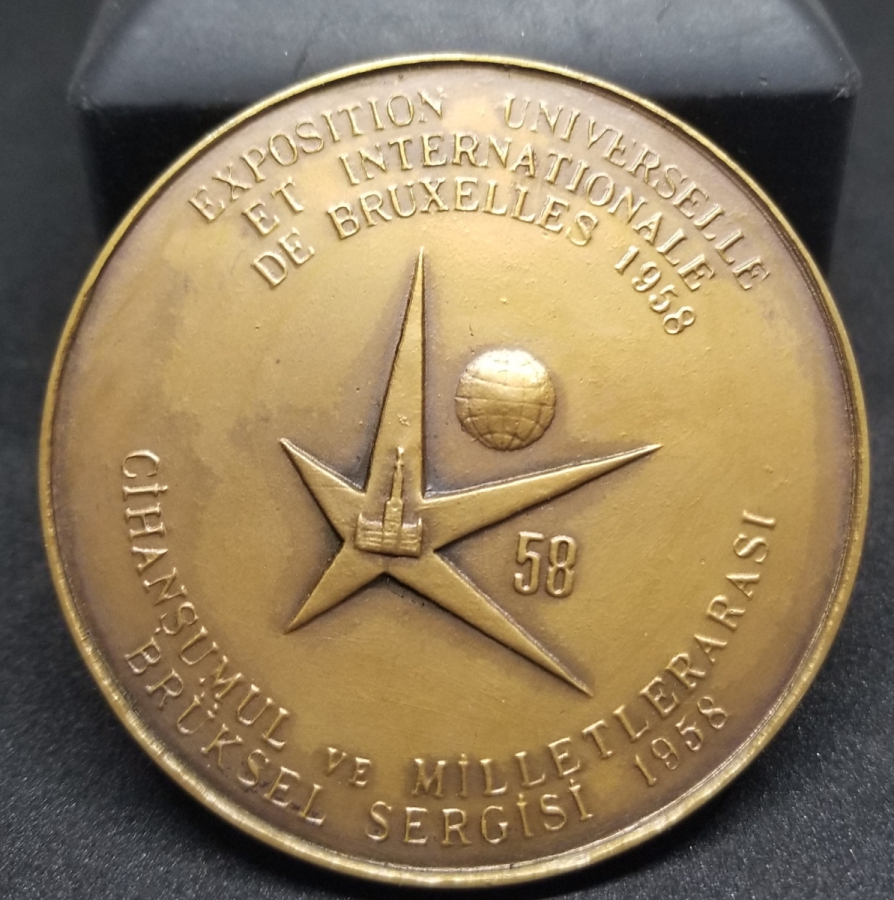 EXPOSITION UNIVERSELLE
ET INTERNATIONALE
DE BRUXELLES 1958
58
CİHANŞUMUL VE MİLLETLERARASI
BRÜKSEL SERGİSİ 1958